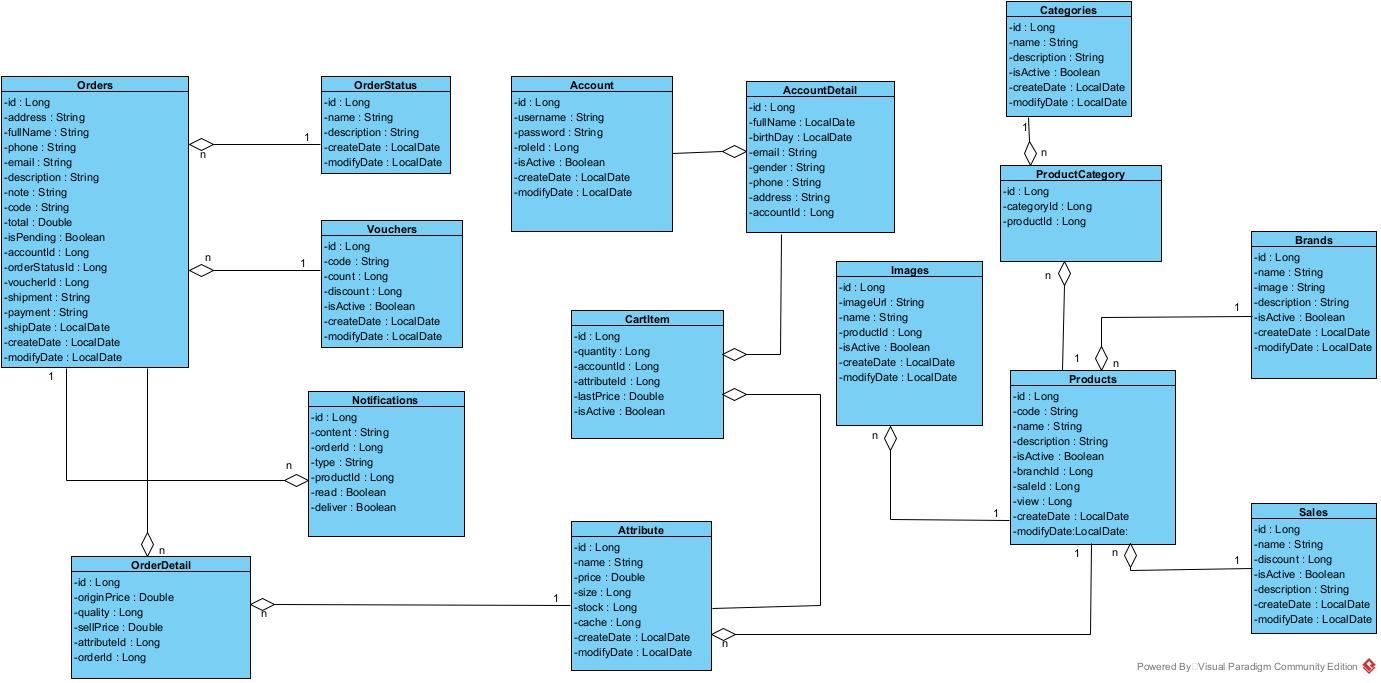 Orders
-id : Long
-address : String
-fullName : String
-phone : String
-email : String
-description : String
-note : String
-code : String
-total : Double
-isPending : Boolean
-accountId : Long
-orderStatusId : Long
-voucherId : Long
-shipment : String
-payment : String
-shipDate : LocalDate
-createDate : LocalDate
-modifyDate : LocalDate
n
1
OrderStatus
-id : Long
-name : String
-description : String
-createDate : LocalDate
-modifyDate : LocalDate
n
1
Vouchers
-id : Long
-code : String
-count : Long
-discount : Long
-isActive : Boolean
-createDate : LocalDate
-modifyDate : LocalDate
1
n
Notifications
-id : Long
-content : String
-orderId : Long
-type : String
-productId : Long
-read : Boolean
-deliver : Boolean
n
OrderDetail
-id : Long
-originPrice : Double
-quality : Long
-sellPrice : Double
-attributeId : Long
-orderId : Long
n
1
Account
-id : Long
-username : String
-password : String
-roleId : Long
-isActive : Boolean
-createDate : LocalDate
-modifyDate : LocalDate
AccountDetail
-id : Long
-fullName : LocalDate
-birthDay : LocalDate
-email : String
-gender : String
-phone : String
-address : String
-accountId : Long
CartItem
-id : Long
-quantity : Long
-accountId : Long
-attributeId : Long
-lastPrice : Double
-isActive : Boolean
Attribute
-id : Long
-name : String
-price : Double
-size : Long
-stock : Long
-cache : Long
-createDate : LocalDate
-modifyDate : LocalDate
n
Images
-id : Long
-imageUrl : String
-name : String
-productId : Long
-isActive : Boolean
-createDate : LocalDate
-modifyDate : LocalDate
n
1
Categories
-id : Long
-name : String
-description : String
-isActive : Boolean
-createDate : LocalDate
-modifyDate : LocalDate
1
n
ProductCategory
-id : Long
-categoryId : Long
-productId : Long
n
1
n
1
Products
-id : Long
-code : String
-name : String
-description : String
-isActive : Boolean
-branchId : Long
-saleId : Long
-view : Long
-createDate : LocalDate
-modifyDate:LocalDate:
1
n
1
Brands
-id : Long
-name : String
-image : String
-description : String
-isActive : Boolean
-createDate : LocalDate
-modifyDate : LocalDate
Sales
-id : Long
-name : String
-discount : Long
-isActive : Boolean
-description : String
-createDate : LocalDate
-modifyDate : LocalDate
Powered By Visual Paradigm Community Edition